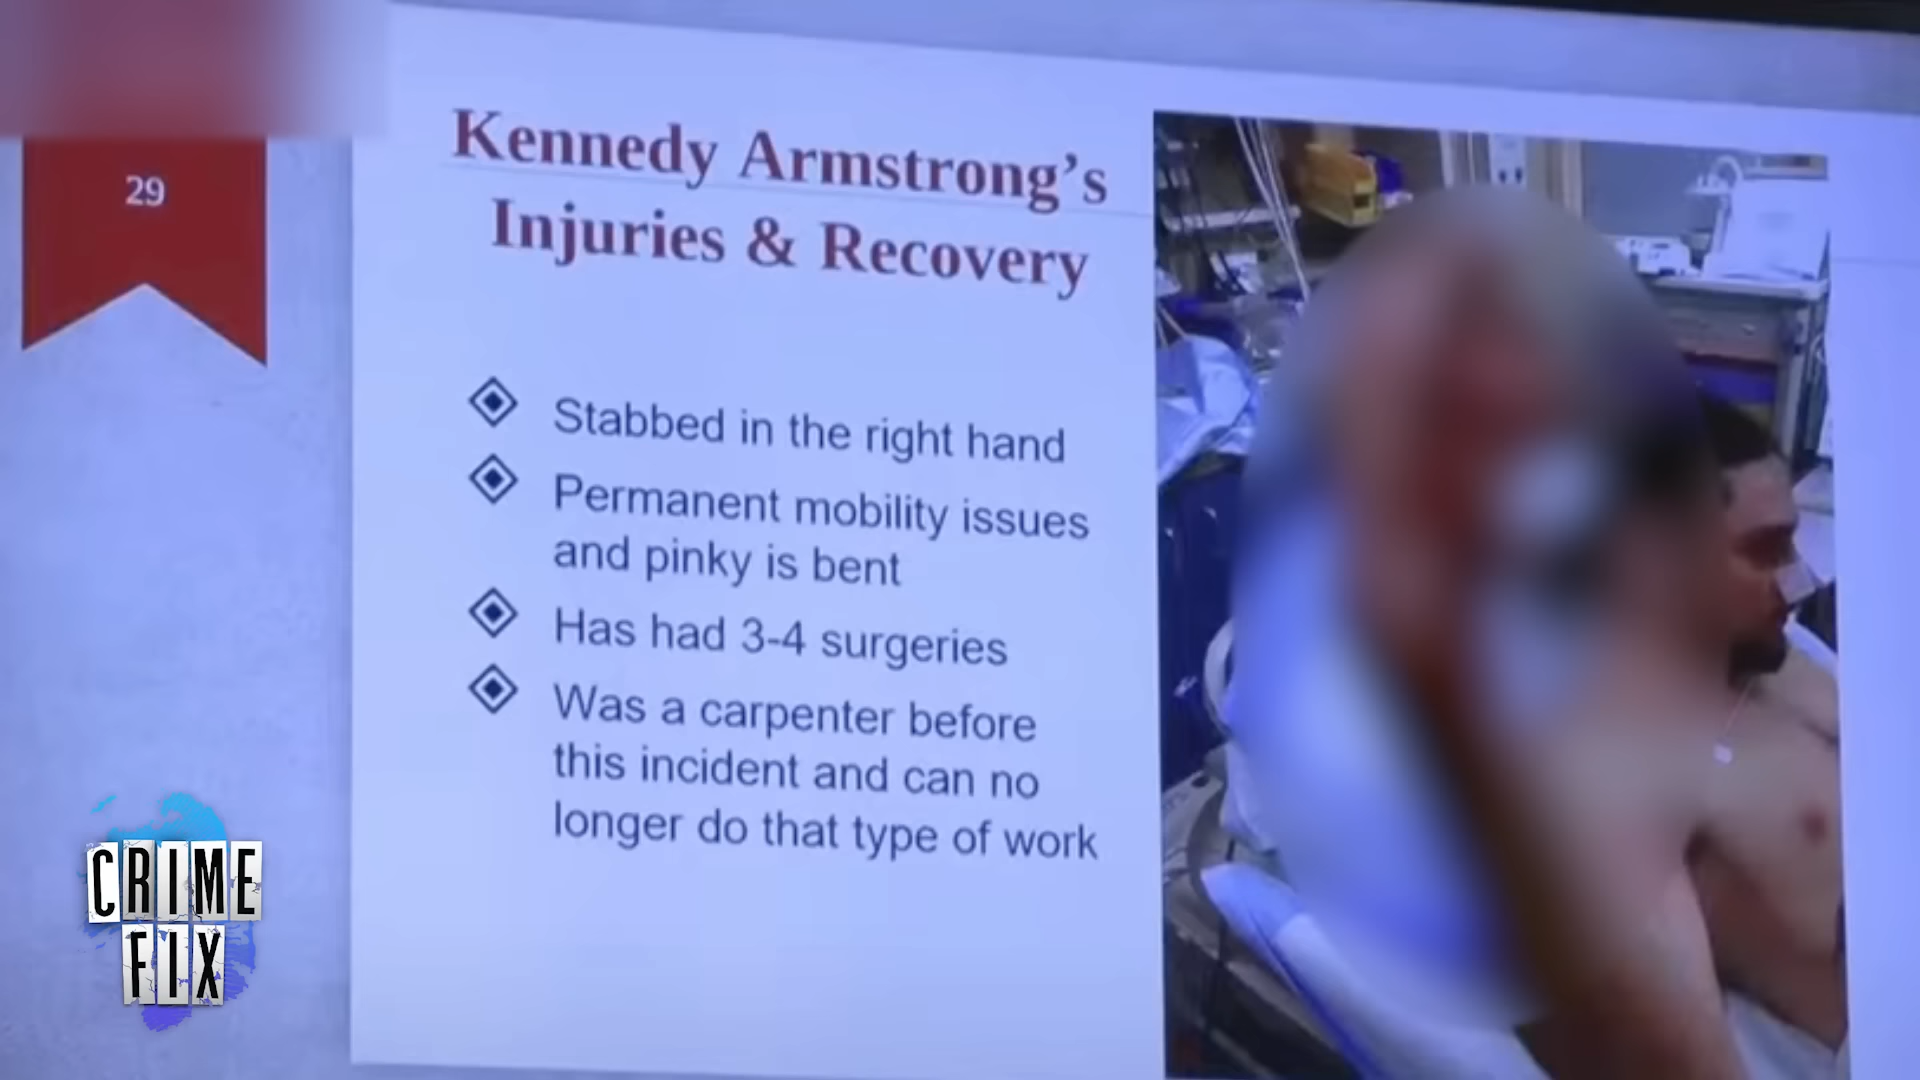 29
Kennedy Armstrong’s
Injuries & Recovery
Stabbed in the right hand
Permanent mobility issues
and pinky is bent
Has had 3-4 surgeries
Was a carpenter before
this incident and can no
longer do that type of work
CRIME
FIX